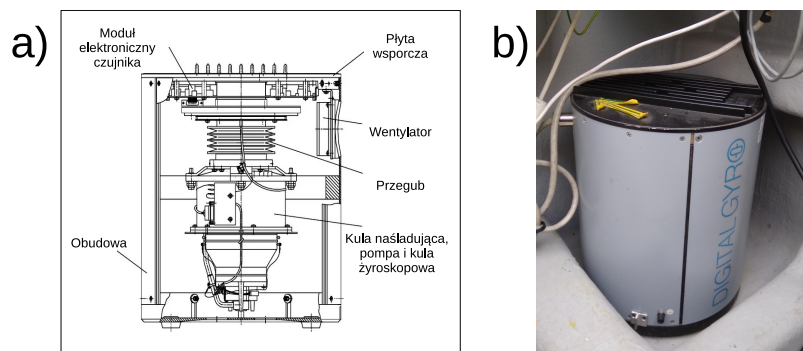 a)
Moduł
elektroniczny
czujnika
Płyta
wsporcza
Wentylator
Przegub
Kula naśladująca,
pompa i kula
żyroskopowa
Obudowa
b)
DIGITAL GYRO